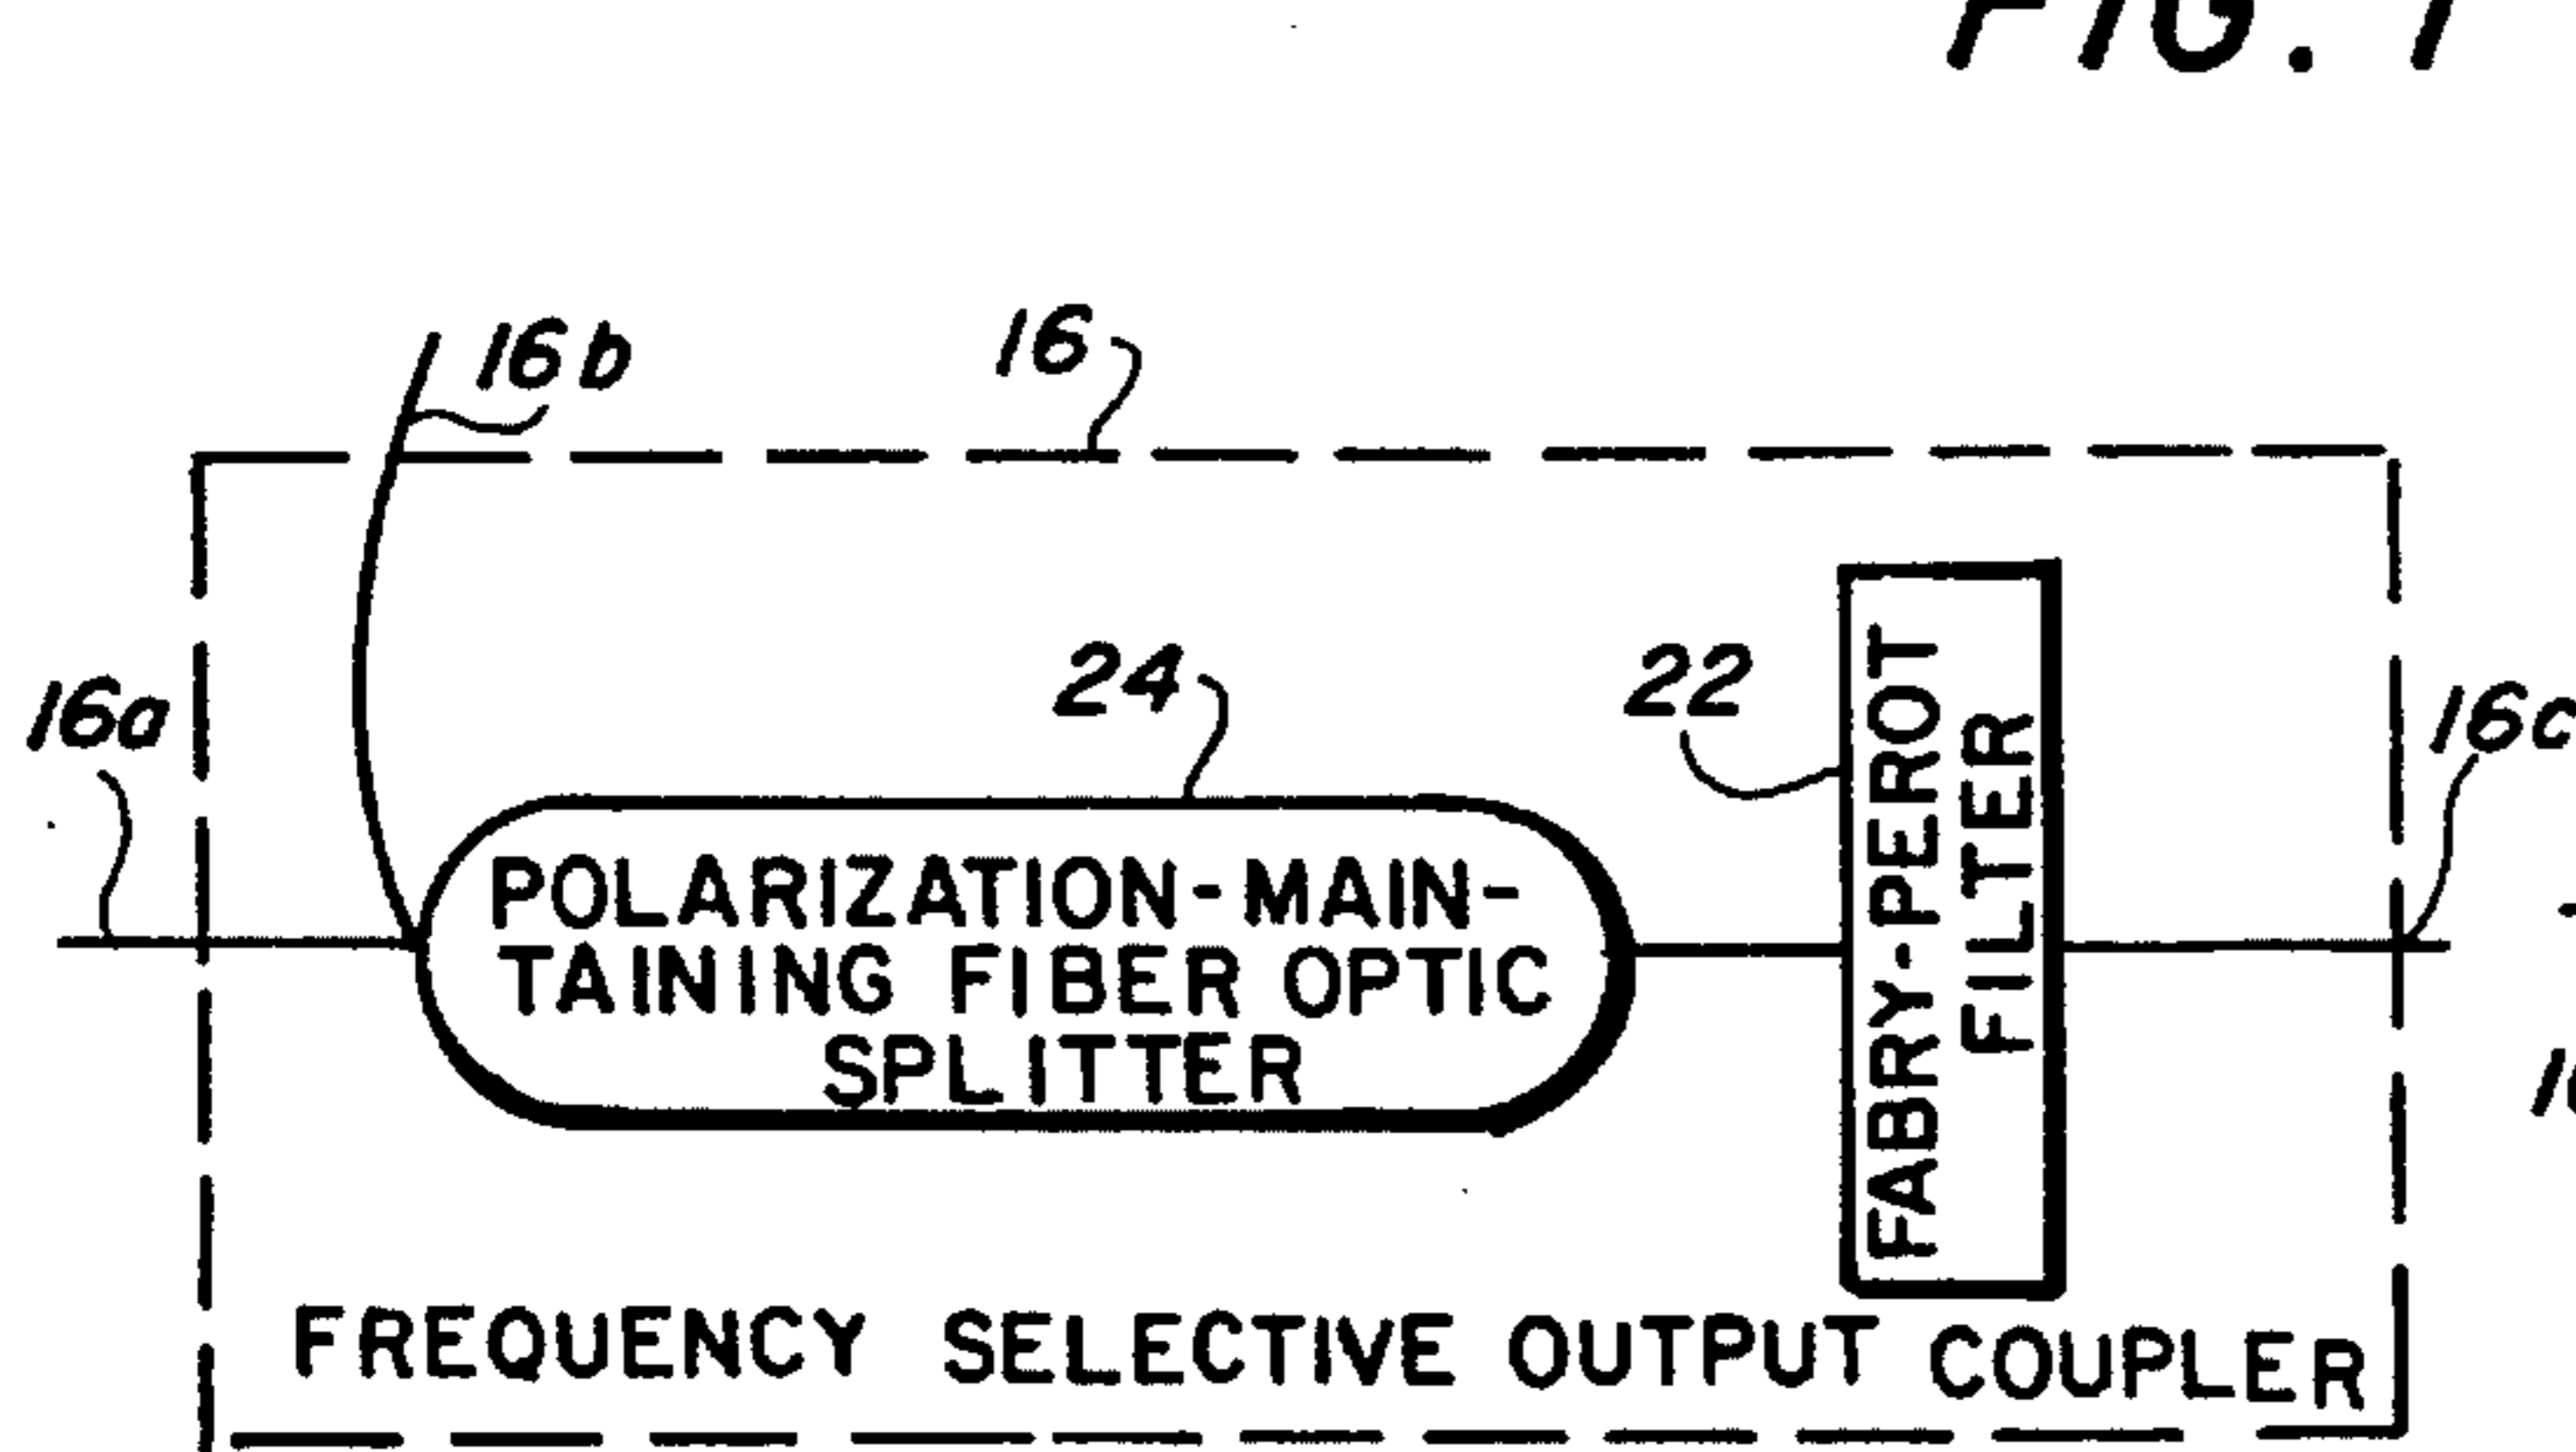 FIG. 1
16b
16
16a
24
22
16c
POLARIZATION-MAIN-
TAINING FIBER OPTIC
SPLITTER
FABRY-PEROT
FILTER
FREQUENCY SELECTIVE OUTPUT COUPLER